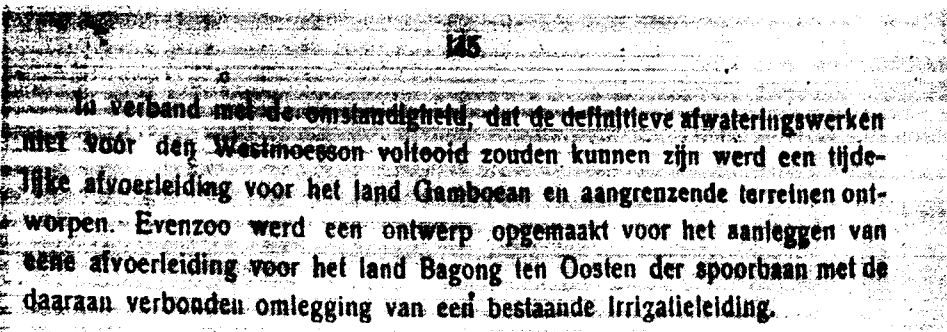 145
In verband met de omstandigheid, dat de definitieve afwateringswerken
niet voor den Westmoesson voltooid zouden kunnen zijn werd een tijde-
lijke afvoerleiding voor het land Gamboean en aangrenzende terreinen ont-
worpen. Evenzoo werd een ontwerp opgemaakt voor het aanleggen van
eene afvoerleiding voor het land Bagong ten Oosten der spoorbaan met de
daaraan verbonden omlegging van een bestaande Irrigatieleiding.